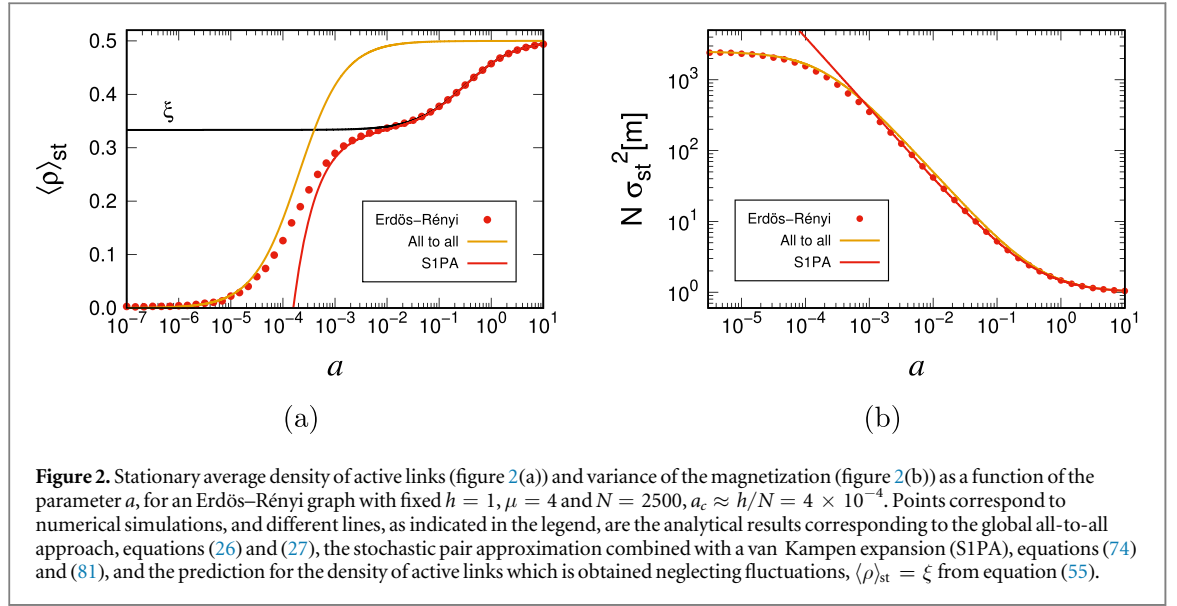 0.5
0.4
0.3
0.2
0.1
0.0
ξ
⟨ρ⟩st
Erdös−Rényi
All to all
S1PA
10⁻⁷ 10⁻⁶ 10⁻⁵ 10⁻⁴ 10⁻³ 10⁻² 10⁻¹ 10⁰ 10¹
a
(a)
10³
10²
10¹
10⁰
N σst²[m]
Erdös−Rényi
All to all
S1PA
10⁻⁵ 10⁻⁴ 10⁻³ 10⁻² 10⁻¹ 10⁰ 10¹
a
(b)
Figure 2. Stationary average density of active links (figure 2(a)) and variance of the magnetization (figure 2(b)) as a function of the
parameter a, for an Erdös–Rényi graph with fixed h = 1, μ = 4 and N = 2500, ac ≈ h/N = 4 × 10⁻⁴. Points correspond to
numerical simulations, and different lines, as indicated in the legend, are the analytical results corresponding to the global all-to-all
approach, equations (26) and (27), the stochastic pair approximation combined with a van Kampen expansion (S1PA), equations (74)
and (81), and the prediction for the density of active links which is obtained neglecting fluctuations, ⟨ρ⟩st = ξ from equation (55).